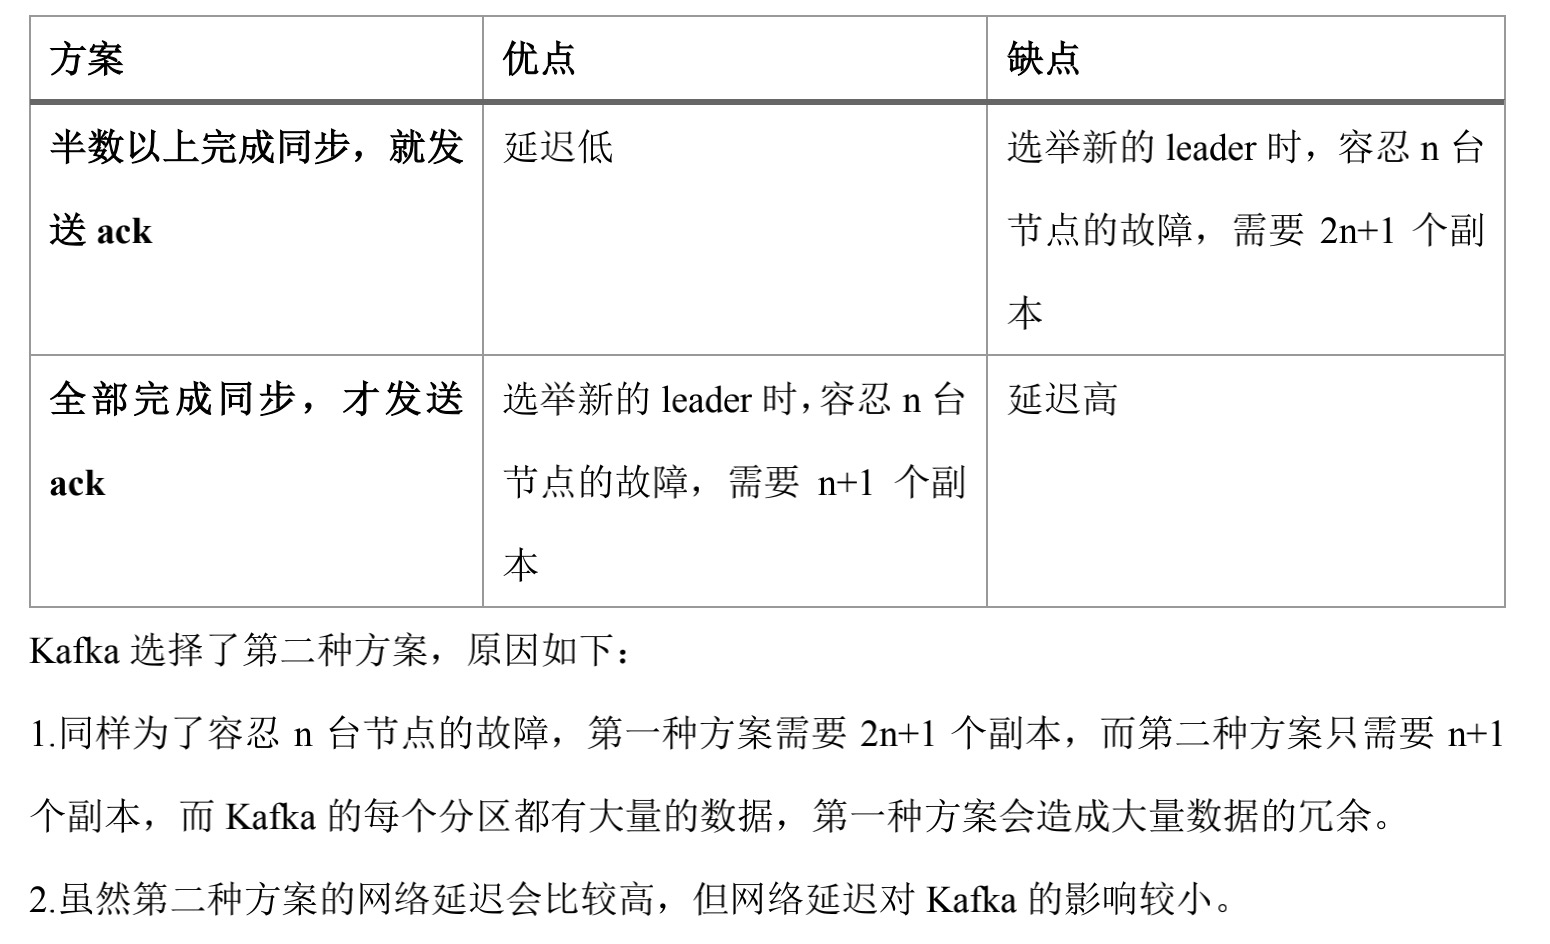 方案
优点
缺点
半数以上完成同步，就发
送 ack
延迟低
选举新的 leader 时，容忍 n 台
节点的故障，需要 2n+1 个副
本
全部完成同步，才发送
ack
选举新的 leader 时，容忍 n 台
节点的故障，需要 n+1 个副
本
延迟高
Kafka 选择了第二种方案，原因如下：
1.同样为了容忍 n 台节点的故障，第一种方案需要 2n+1 个副本，而第二种方案只需要 n+1
个副本，而 Kafka 的每个分区都有大量的数据，第一种方案会造成大量数据的冗余。
2.虽然第二种方案的网络延迟会比较高，但网络延迟对 Kafka 的影响较小。